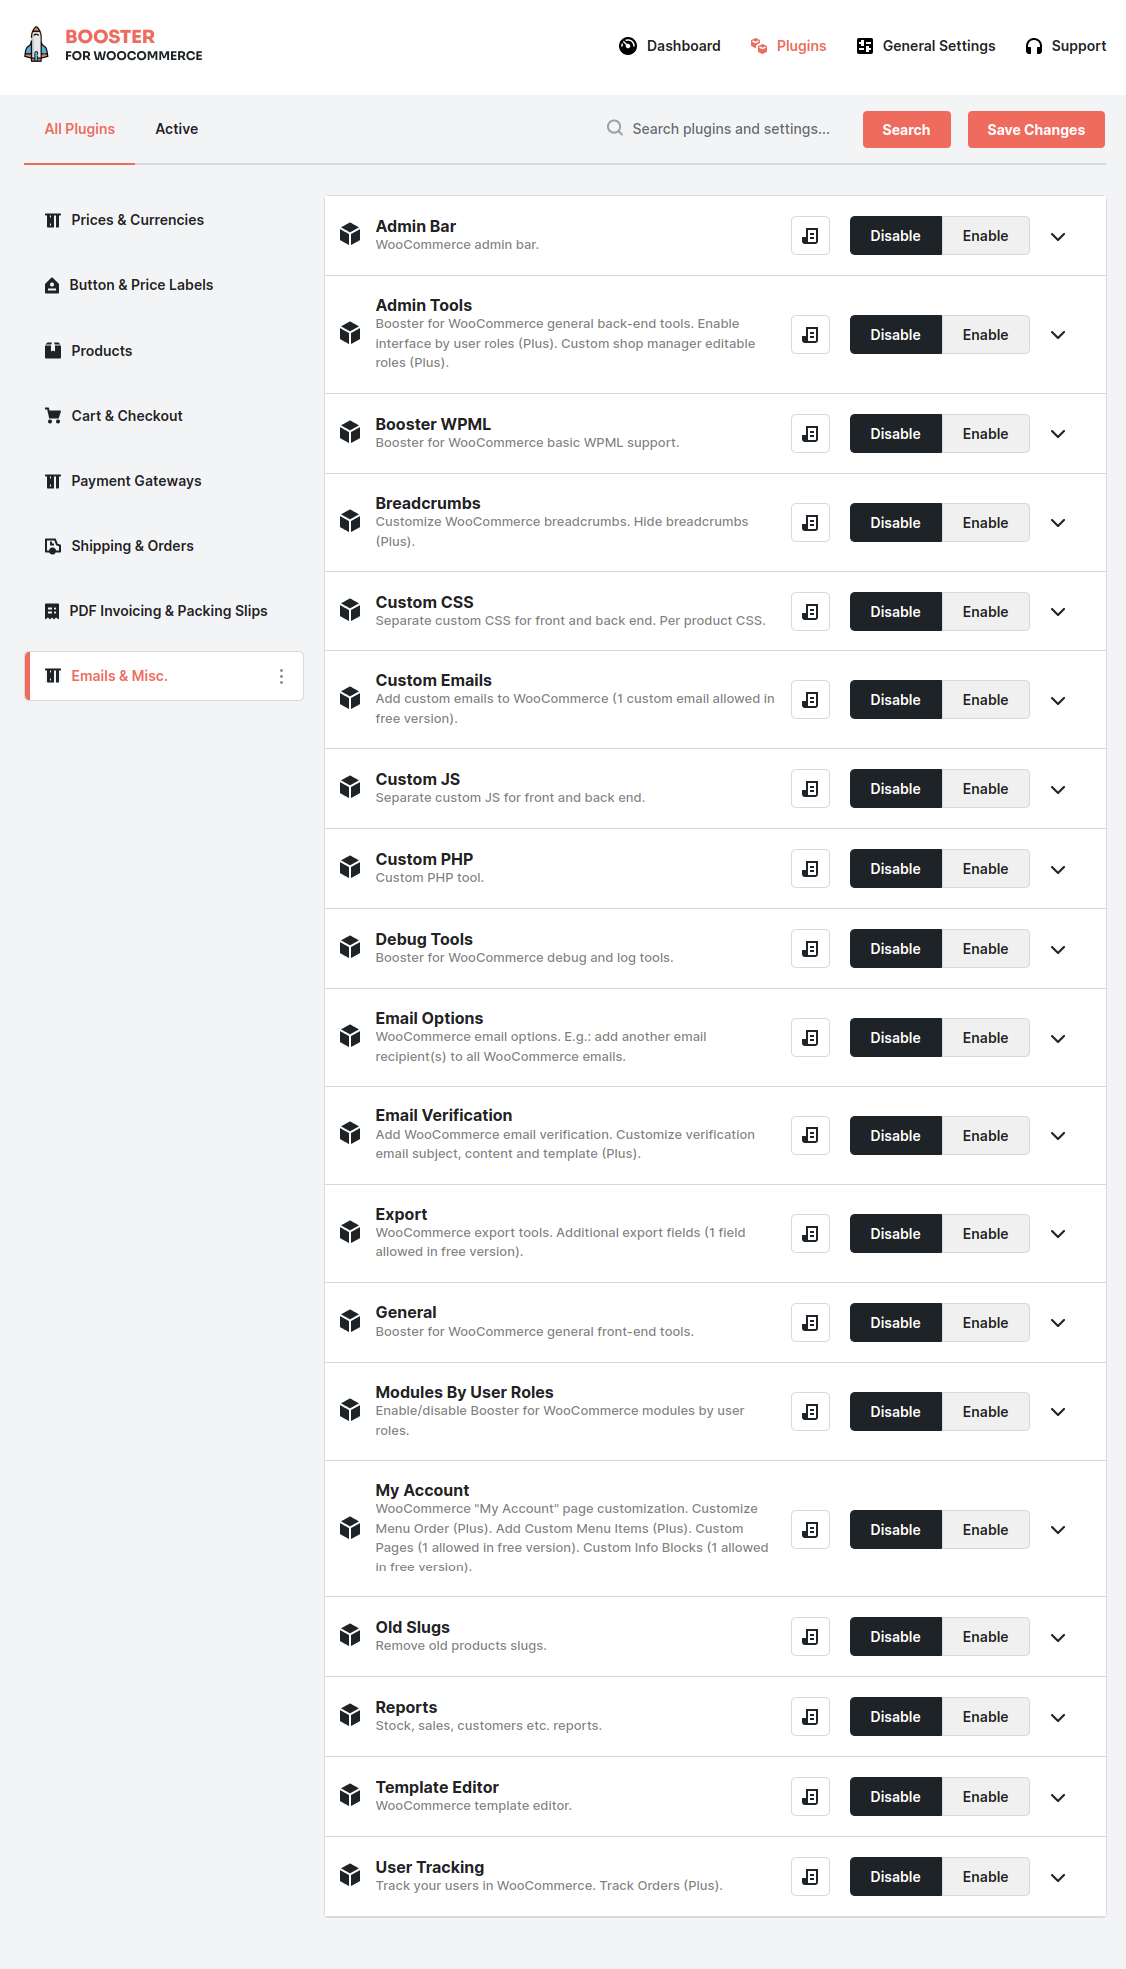 BOOSTER
FOR WOOCOMMERCE
Dashboard
Plugins
General Settings
Support
All Plugins
Active
Search plugins and settings...
Search
Save Changes
Prices & Currencies
Button & Price Labels
Products
Cart & Checkout
Payment Gateways
Shipping & Orders
PDF Invoicing & Packing Slips
Emails & Misc.
Admin Bar
WooCommerce admin bar.
Disable
Enable
Admin Tools
Booster for WooCommerce general back-end tools. Enable
interface by user roles (Plus). Custom shop manager editable
roles (Plus).
Disable
Enable
Booster WPML
Booster for WooCommerce basic WPML support.
Disable
Enable
Breadcrumbs
Customize WooCommerce breadcrumbs. Hide breadcrumbs
(Plus).
Disable
Enable
Custom CSS
Separate custom CSS for front and back end. Per product CSS.
Disable
Enable
Custom Emails
Add custom emails to WooCommerce (1 custom email allowed in
free version).
Disable
Enable
Custom JS
Separate custom JS for front and back end.
Disable
Enable
Custom PHP
Custom PHP tool.
Disable
Enable
Debug Tools
Booster for WooCommerce debug and log tools.
Disable
Enable
Email Options
WooCommerce email options. E.g.: add another email
recipient(s) to all WooCommerce emails.
Disable
Enable
Email Verification
Add WooCommerce email verification. Customize verification
email subject, content and template (Plus).
Disable
Enable
Export
WooCommerce export tools. Additional export fields (1 field
allowed in free version).
Disable
Enable
General
Booster for WooCommerce general front-end tools.
Disable
Enable
Modules By User Roles
Enable/disable Booster for WooCommerce modules by user
roles.
Disable
Enable
My Account
WooCommerce "My Account" page customization. Customize
Menu Order (Plus). Add Custom Menu Items (Plus). Custom
Pages (1 allowed in free version). Custom Info Blocks (1 allowed
in free version).
Disable
Enable
Old Slugs
Remove old products slugs.
Disable
Enable
Reports
Stock, sales, customers etc. reports.
Disable
Enable
Template Editor
WooCommerce template editor.
Disable
Enable
User Tracking
Track your users in WooCommerce. Track Orders (Plus).
Disable
Enable